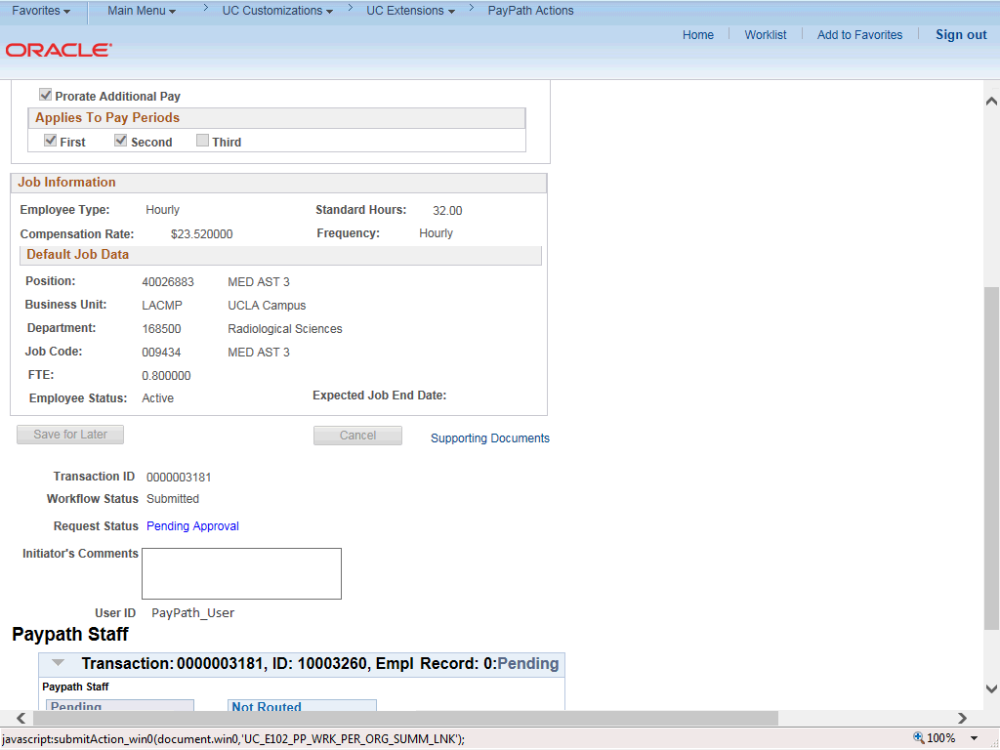 Favorites Main Menu > UC Customizations > UC Extensions > PayPath Actions
Home Worklist Add to Favorites Sign out
ORACLE
Prorate Additional Pay
Applies To Pay Periods
First Second Third
Job Information
Employee Type: Hourly Standard Hours: 32.00
Compensation Rate: $23.520000 Frequency: Hourly
Default Job Data
Position: 40026883 MED AST 3
Business Unit: LACMP UCLA Campus
Department: 168500 Radiological Sciences
Job Code: 009434 MED AST 3
FTE: 0.800000
Employee Status: Active Expected Job End Date:
Save for Later Cancel Supporting Documents
Transaction ID 0000003181
Workflow Status Submitted
Request Status Pending Approval
Initiator's Comments
User ID PayPath_User
Paypath Staff
Transaction: 0000003181, ID: 10003260, Empl Record: 0:Pending
Paypath Staff
Pending Not Routed
javascript:submitAction_win0(document.win0,'UC_E102_PP_WRK_PER_ORG_SUMM_LNK'); 100%